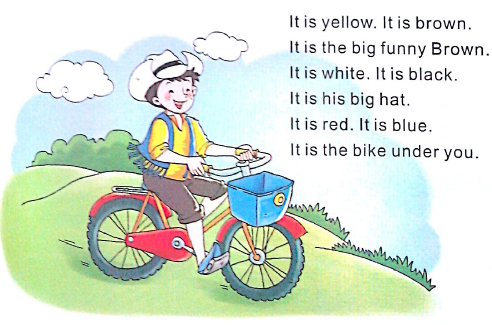 It is yellow. It is brown.
It is the big funny Brown.
It is white. It is black.
It is his big hat.
It is red. It is blue.
It is the bike under you.